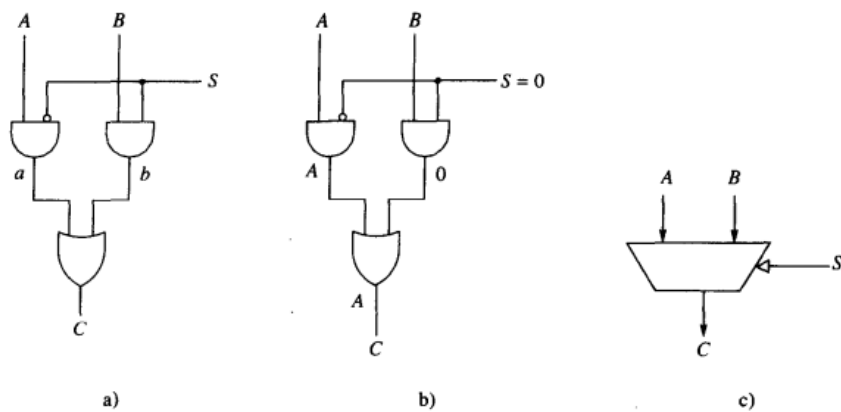 A B A B
S S = 0
a b A 0
A B
S
A
C C C
a) b) c)